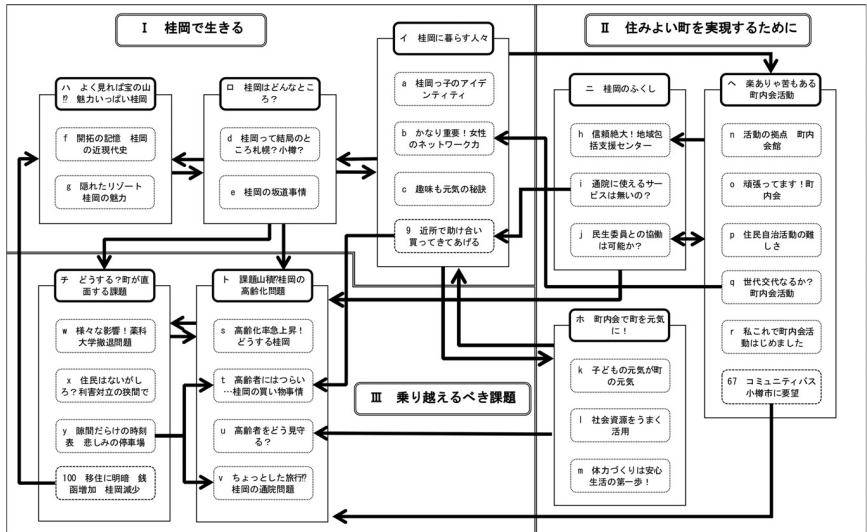 Ⅰ 桂岡で生きる
ハ よく見れば宝の山
⁉ 魅力いっぱい桂岡
f 開拓の記憶 桂岡
の近現代史
g 隠れたリゾート
桂岡の魅力
ロ 桂岡はどんなとこ
ろ?
d 桂岡って結局のと
ころ札幌?小樽?
e 桂岡の坂道事情
イ 桂岡に暮らす人々
a 桂岡っ子のアイデ
ンティティ
b かなり重要!女性
のネットワーク力
c 趣味も元気の秘訣
9 近所で助け合い
買ってきてあげる
Ⅱ 住みよい町を実現するために
ニ 桂岡のふくし
h 信頼絶大!地域包
括支援センター
i 通院に使えるサー
ビスは無いの?
j 民生委員との協働
は可能か?
ヘ 楽ありゃ苦もある
町内会活動
n 活動の拠点 町内
会館
o 頑張ってます!町
内会
p 住民自治活動の難
しさ
q 世代交代なるか?
町内会活動
r 私これで町内会活
動はじめました
67 コミュニティバス
小樽市に要望
ホ 町内会で町を元気
に!
k 子どもの元気が町
の元気
l 社会資源をうまく
活用
m 体力づくりは安心
生活の第一歩!
Ⅲ 乗り越えるべき課題
チ どうする?町が直
面する課題
w 様々な影響!薬科
大学撤退問題
x 住民はないがし
ろ?利害対立の狭間で
y 隙間だらけの時刻
表 悲しみの停車場
100 移住に明暗 銭
函増加 桂岡減少
ト 課題山積⁉桂岡の
高齢化問題
s 高齢化率急上昇!
どうする桂岡
t 高齢者にはつらい
…桂岡の買い物事情
u 高齢者をどう見守
る?
v ちょっとした旅行⁉
桂岡の通院問題